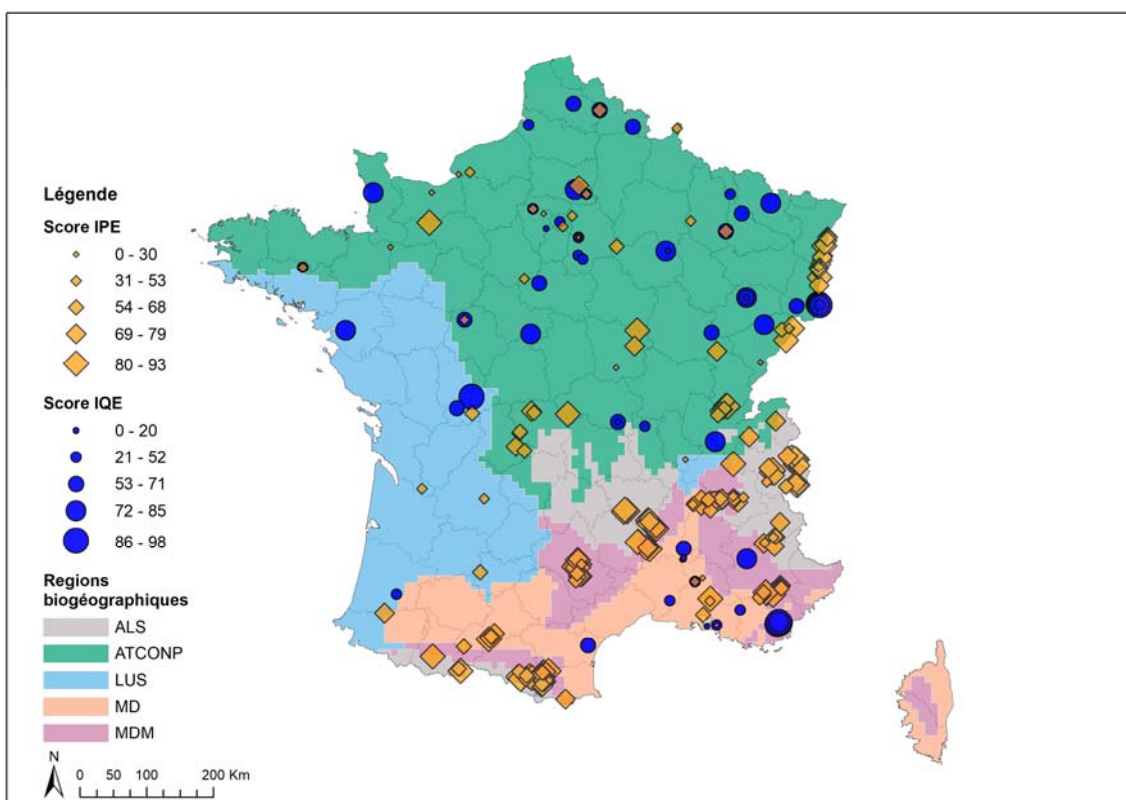 Légende
Score IPE
0 - 30
31 - 53
54 - 68
69 - 79
80 - 93
Score IQE
0 - 20
21 - 52
53 - 71
72 - 85
86 - 98
Regions
biogéographiques
ALS
ATCONP
LUS
MD
MDM
N
0 50 100 200 Km